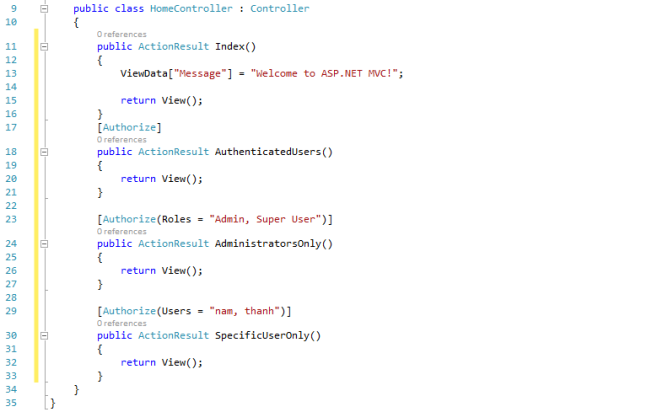 9 public class HomeController : Controller
10 {
0 references
11 public ActionResult Index()
12 {
13 ViewData["Message"] = "Welcome to ASP.NET MVC!";
14
15 return View();
16 }
17 [Authorize]
0 references
18 public ActionResult AuthenticatedUsers()
19 {
20 return View();
21 }
22
23 [Authorize(Roles = "Admin, Super User")]
0 references
24 public ActionResult AdministratorsOnly()
25 {
26 return View();
27 }
28
29 [Authorize(Users = "nam, thanh")]
0 references
30 public ActionResult SpecificUserOnly()
31 {
32 return View();
33 }
34 }
35 }